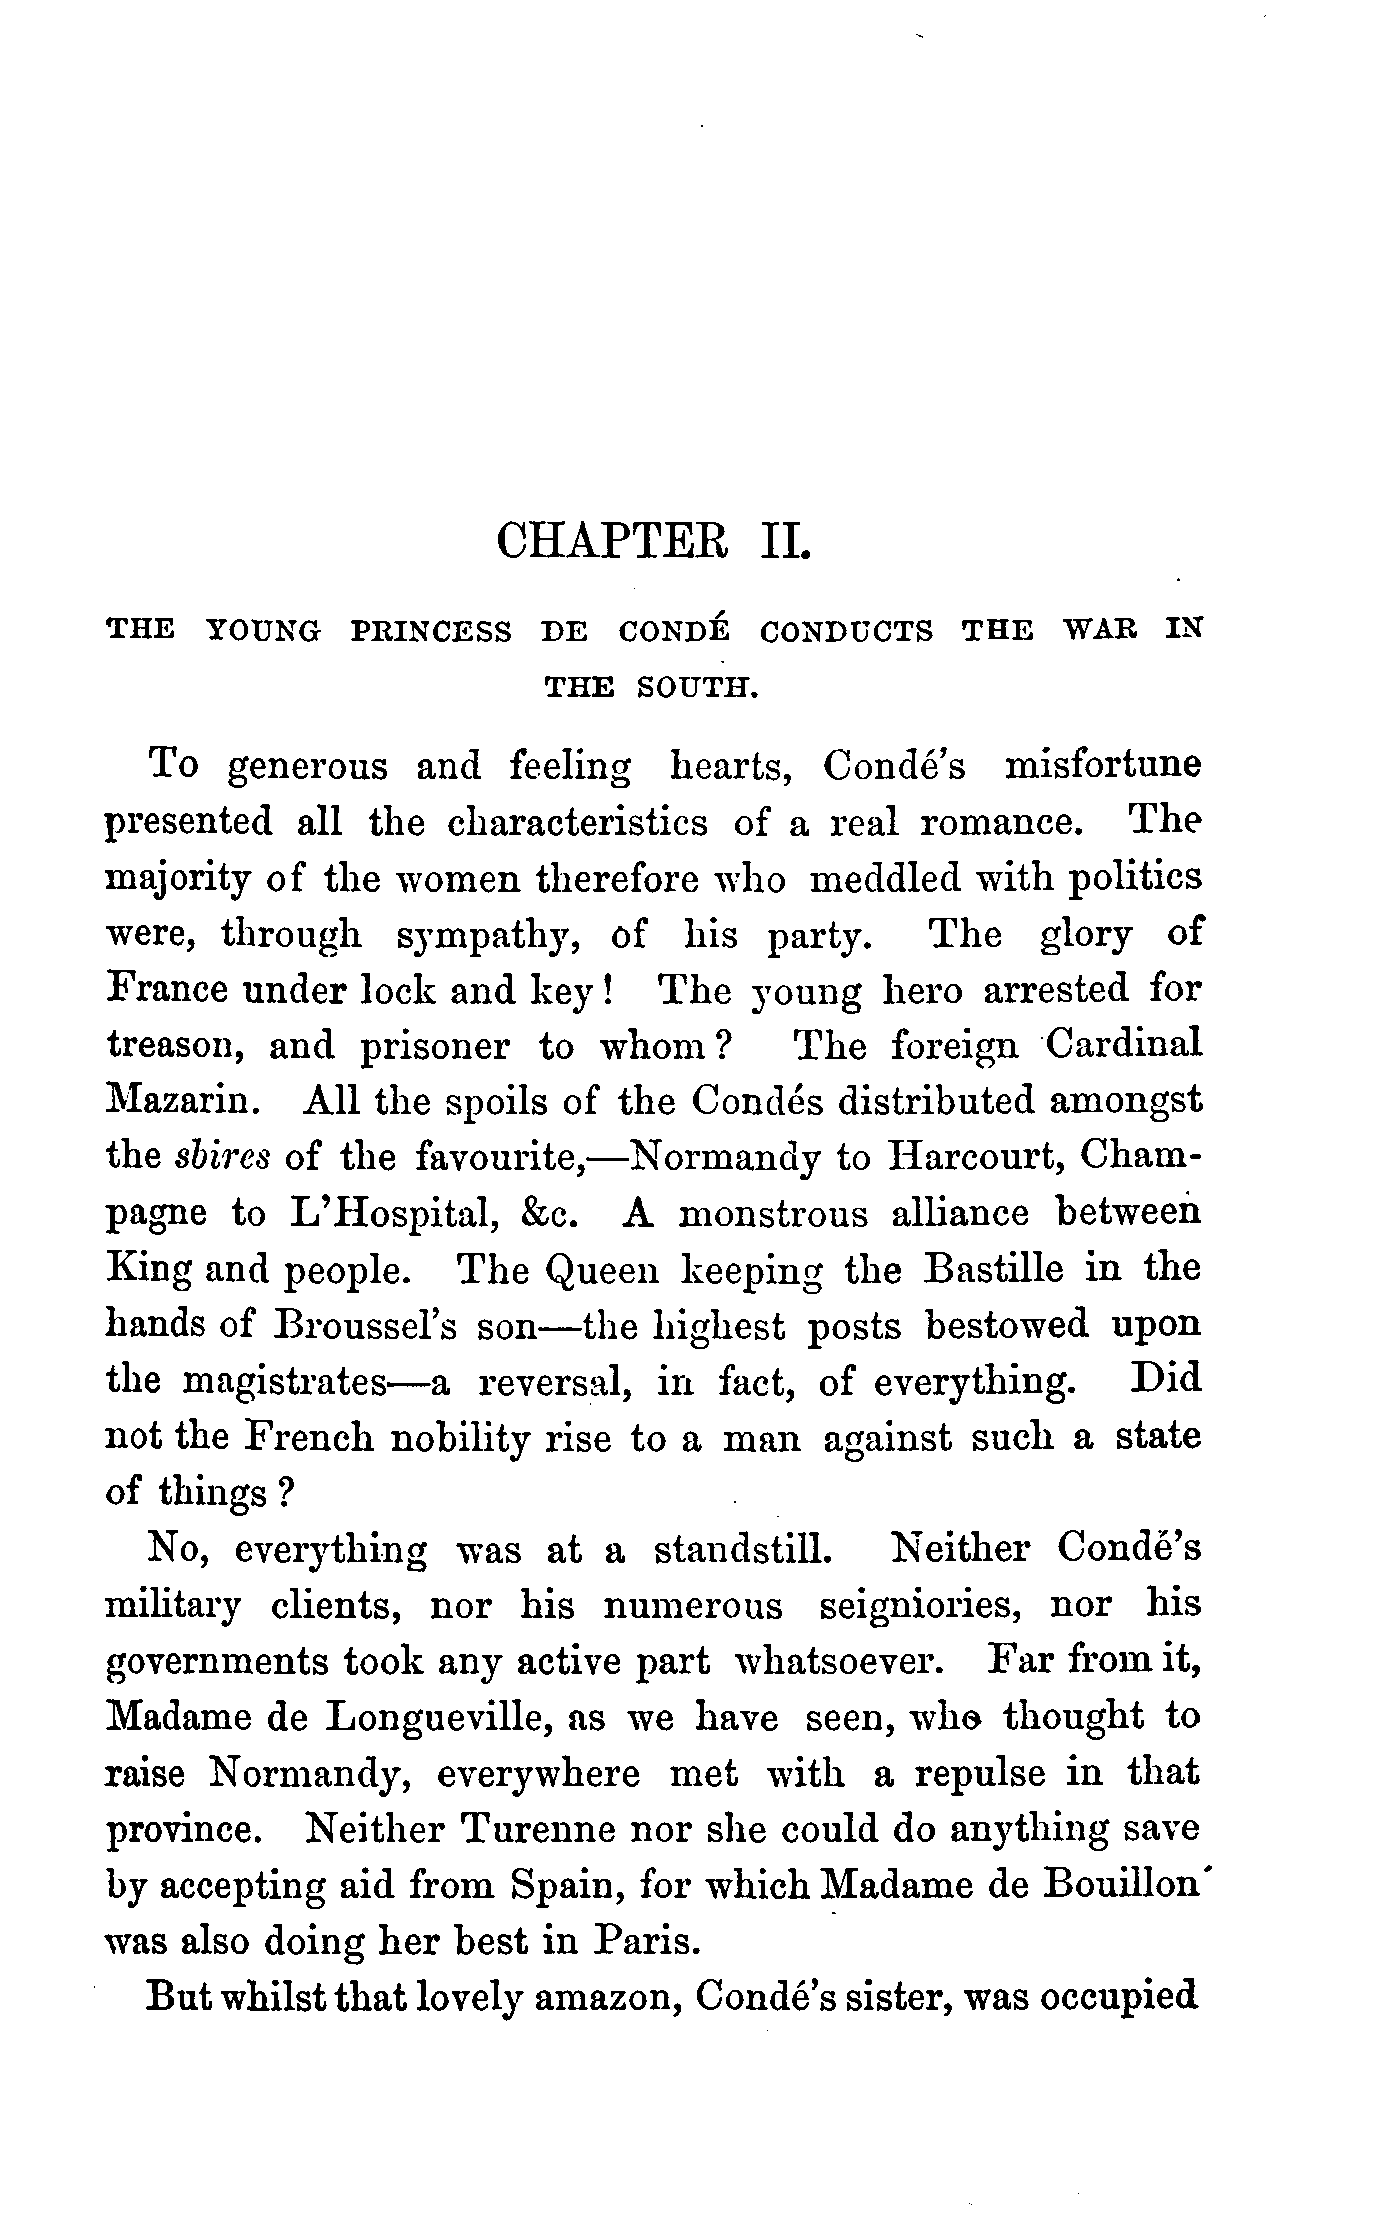 CHAPTER II.
THE YOUNG PRINCESS DE CONDÉ CONDUCTS THE WAR IN
THE SOUTH.
To generous and feeling hearts, Condé's misfortune
presented all the characteristics of a real romance. The
majority of the women therefore who meddled with politics
were, through sympathy, of his party. The glory of
France under lock and key! The young hero arrested for
treason, and prisoner to whom? The foreign Cardinal
Mazarin. All the spoils of the Condés distributed amongst
the sbires of the favourite,—Normandy to Harcourt, Cham-
pagne to L'Hospital, &c. A monstrous alliance between
King and people. The Queen keeping the Bastille in the
hands of Broussel's son—the highest posts bestowed upon
the magistrates—a reversal, in fact, of everything. Did
not the French nobility rise to a man against such a state
of things?
No, everything was at a standstill. Neither Condé's
military clients, nor his numerous seigniories, nor his
governments took any active part whatsoever. Far from it,
Madame de Longueville, as we have seen, who thought to
raise Normandy, everywhere met with a repulse in that
province. Neither Turenne nor she could do anything save
by accepting aid from Spain, for which Madame de Bouillon
was also doing her best in Paris.
But whilst that lovely amazon, Condé's sister, was occupied